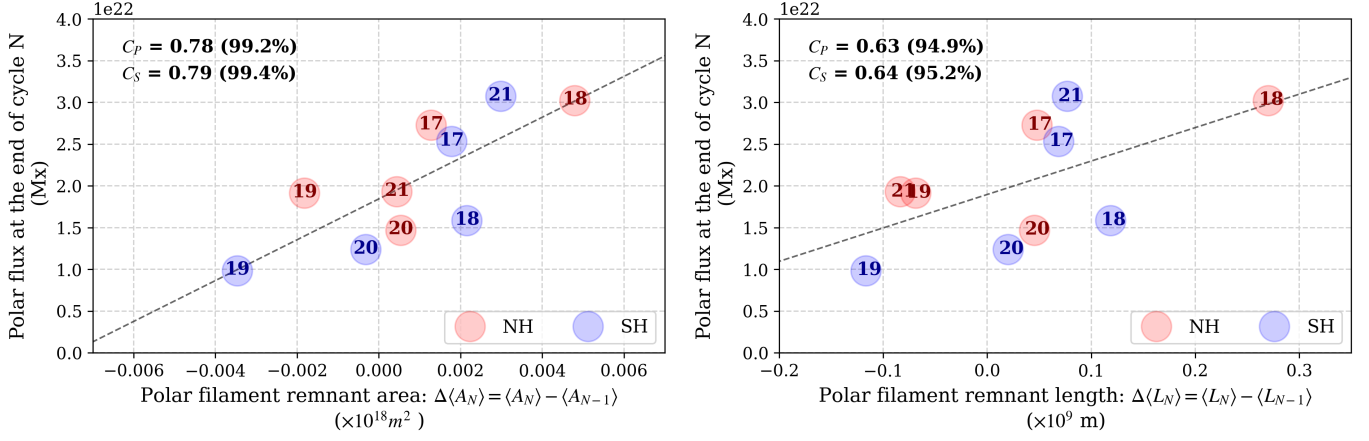 1e22
C_P = 0.78 (99.2%)
C_S = 0.79 (99.4%)
4.0
3.5
3.0
2.5
2.0
1.5
1.0
0.5
0.0
Polar flux at the end of cycle N
(Mx)
21
18
17
17
19
21
20
18
20
19
NH SH
−0.006 −0.004 −0.002 0.000 0.002 0.004 0.006
Polar filament remnant area: Δ⟨A_N⟩=⟨A_N⟩−⟨A_{N−1}⟩
(×10^{18}m^2 )
1e22
C_P = 0.63 (94.9%)
C_S = 0.64 (95.2%)
4.0
3.5
3.0
2.5
2.0
1.5
1.0
0.5
0.0
Polar flux at the end of cycle N
(Mx)
21
18
17
17
21 19
18
20
20
19
NH SH
−0.2 −0.1 0.0 0.1 0.2 0.3
Polar filament remnant length: Δ⟨L_N⟩=⟨L_N⟩−⟨L_{N−1}⟩
(×10^9 m)